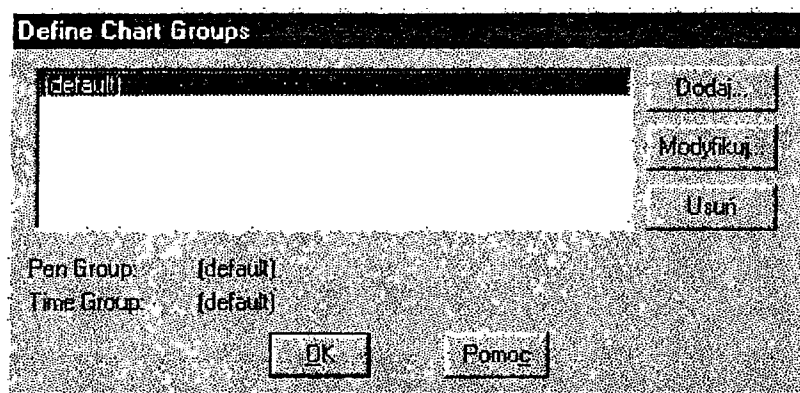 Define Chart Groups
(default)
Dodaj...
Modyfikuj
Usuń
Pen Group: (default)
Time Group: (default)
OK
Pomoc